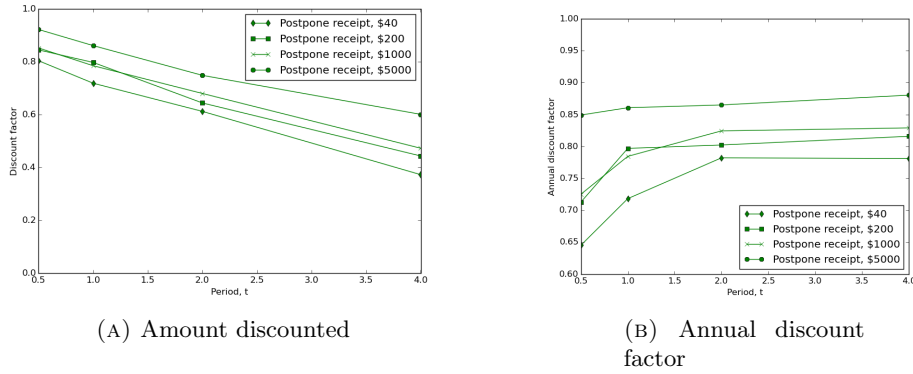 Postpone receipt, $40
Postpone receipt, $200
Postpone receipt, $1000
Postpone receipt, $5000
Discount factor
1.0
0.8
0.6
0.4
0.2
0.0
0.5 1.0 1.5 2.0 2.5 3.0 3.5 4.0
Period, t
(A) Amount discounted
Annual discount factor
1.00
0.95
0.90
0.85
0.80
0.75
0.70
0.65
0.60
Postpone receipt, $40
Postpone receipt, $200
Postpone receipt, $1000
Postpone receipt, $5000
0.5 1.0 1.5 2.0 2.5 3.0 3.5 4.0
Period, t
(B) Annual discount
factor